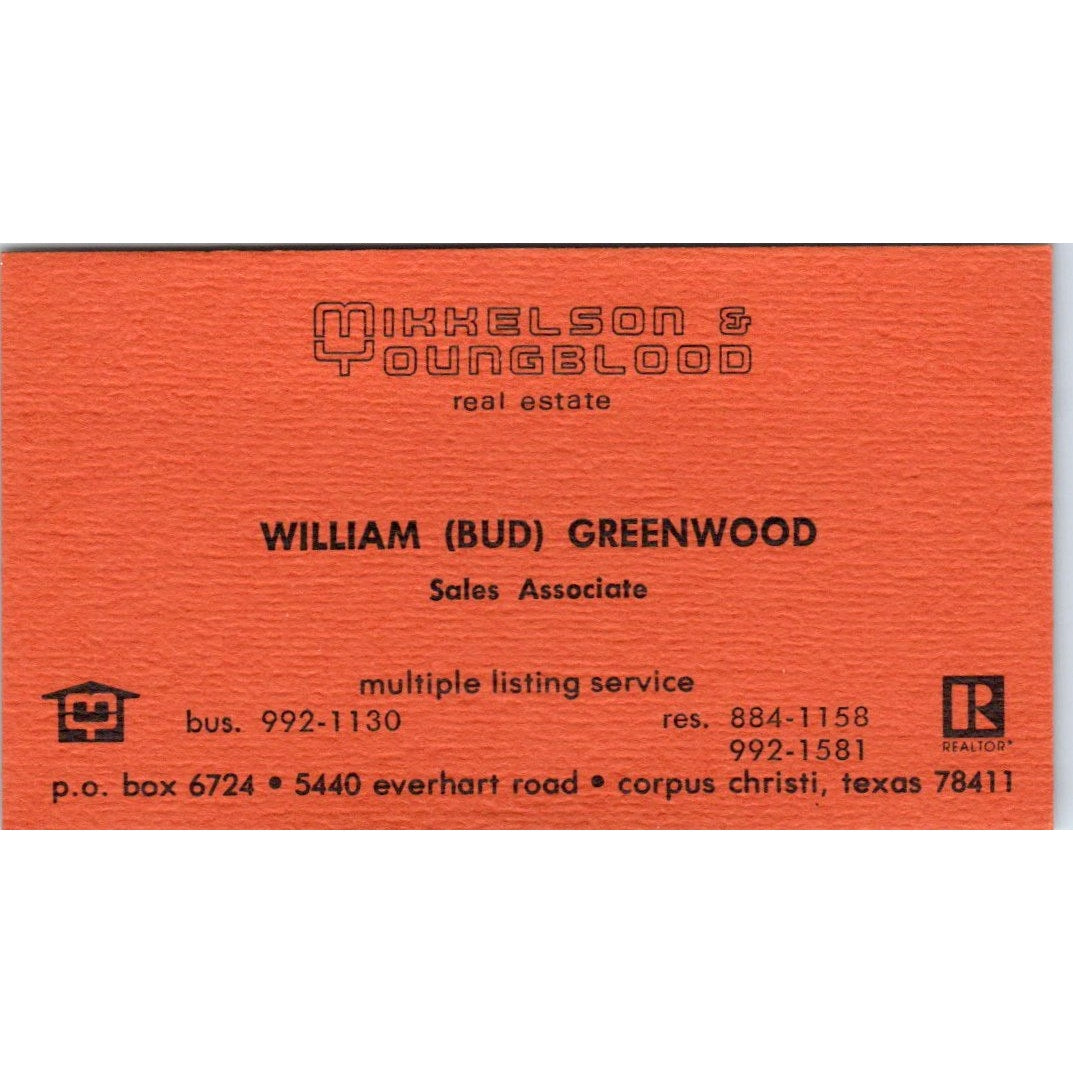 MIKKELSON &
YOUNGBLOOD
real estate
WILLIAM (BUD) GREENWOOD
Sales Associate
multiple listing service
bus. 992-1130
res. 884-1158
992-1581
R
REALTOR®
p.o. box 6724 • 5440 everhart road • corpus christi, texas 78411